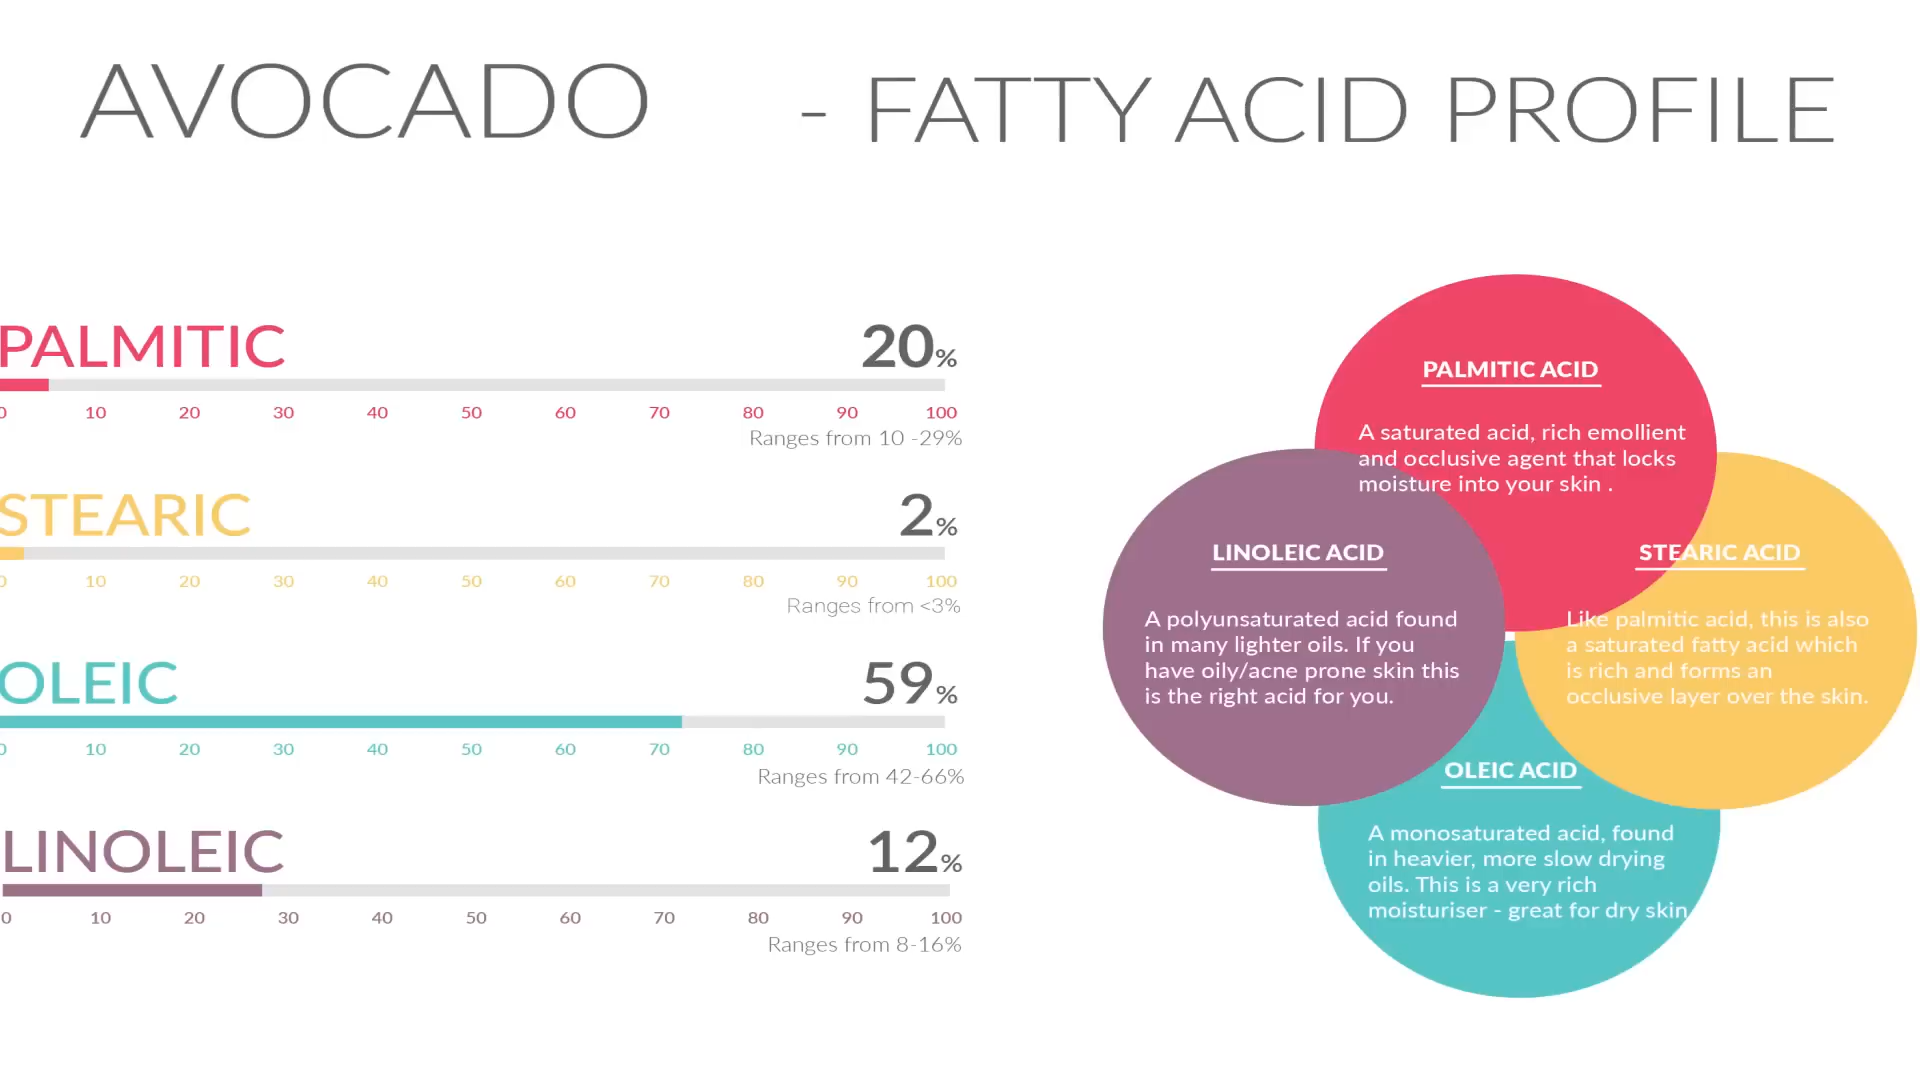 AVOCADO - FATTY ACID PROFILE
PALMITIC 20%
0 10 20 30 40 50 60 70 80 90 100
Ranges from 10 -29%
STEARIC 2%
0 10 20 30 40 50 60 70 80 90 100
Ranges from <3%
OLEIC 59%
0 10 20 30 40 50 60 70 80 90 100
Ranges from 42-66%
LINOLEIC 12%
0 10 20 30 40 50 60 70 80 90 100
Ranges from 8-16%
PALMITIC ACID
A saturated acid, rich emollient
and occlusive agent that locks
moisture into your skin .
LINOLEIC ACID
A polyunsaturated acid found
in many lighter oils. If you
have oily/acne prone skin this
is the right acid for you.
STEARIC ACID
Like palmitic acid, this is also
a saturated fatty acid which
is rich and forms an
occlusive layer over the skin.
OLEIC ACID
A monosaturated acid, found
in heavier, more slow drying
oils. This is a very rich
moisturiser - great for dry skin